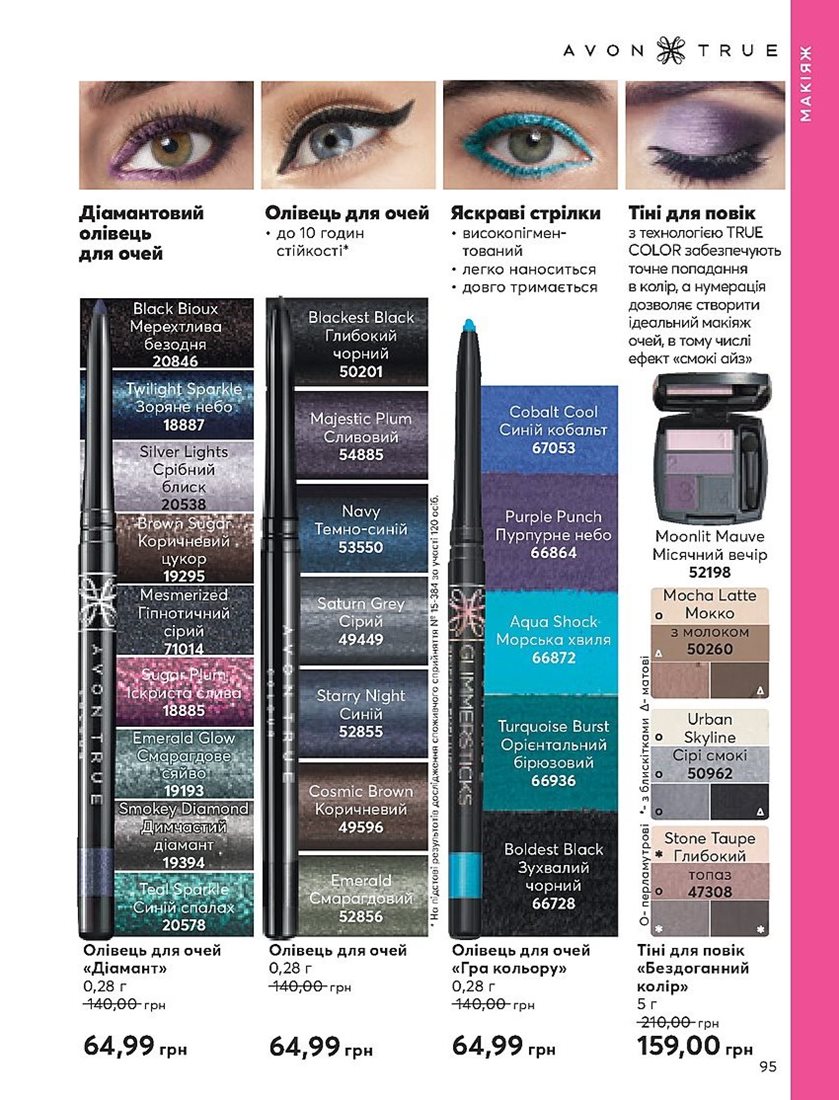 AVON TRUE
МАКІЯЖ
Діамантовий
олівець
для очей
Олівець для очей
• до 10 годин
стійкості*
Яскраві стрілки
• високопігмен-
тований
• легко наноситься
• довго тримається
Тіні для повік
з технологією TRUE
COLOR забезпечують
точне попадання
в колір, а нумерація
дозволяє створити
ідеальний макіяж
очей, в тому числі
ефект «смокі айз»
Black Bioux
Мерехтлива
безодня
20846
Twilight Sparkle
Зоряне небо
18887
Silver Lights
Срібний
блиск
20538
Brown Sugar
Коричневий
цукор
19295
Mesmerized
Гіпнотичний
сірий
71014
Sugar Plum
Іскриста слива
18885
Emerald Glow
Смарагдове
сяйво
19193
Smokey Diamond
Димчастий
діамант
19394
Teal Sparkle
Синій спалах
20578
AVON TRUE
Олівець для очей
«Діамант»
0,28 г
140,00 грн
64,99 грн
Blackest Black
Глибокий
чорний
50201
Majestic Plum
Сливовий
54885
Navy
Темно-синій
53550
Saturn Grey
Сірий
49449
Starry Night
Синій
52855
Cosmic Brown
Коричневий
49596
Emerald
Смарагдовий
52856
AVON TRUE
COLOUR
Олівець для очей
0,28 г
140,00 грн
64,99 грн
* На підставі результатів дослідження споживчого сприйняття № 15-384 за участі 120 осіб.
Cobalt Cool
Синій кобальт
67053
Purple Punch
Пурпурне небо
66864
Aqua Shock
Морська хвиля
66872
Turquoise Burst
Орієнтальний
бірюзовий
66936
Boldest Black
Зухвалий
чорний
66728
GLIMMERSTICKS
Олівець для очей
«Гра кольору»
0,28 г
140,00 грн
64,99 грн
Moonlit Mauve
Місячний вечір
52198
Mocha Latte
Мокко
з молоком
50260
Urban
Skyline
Сірі смокі
50962
Stone Taupe
Глибокий
топаз
47308
О- перламутрові *- з блискітками Δ- матові
Тіні для повік
«Бездоганний
колір»
5 г
210,00 грн
159,00 грн
95